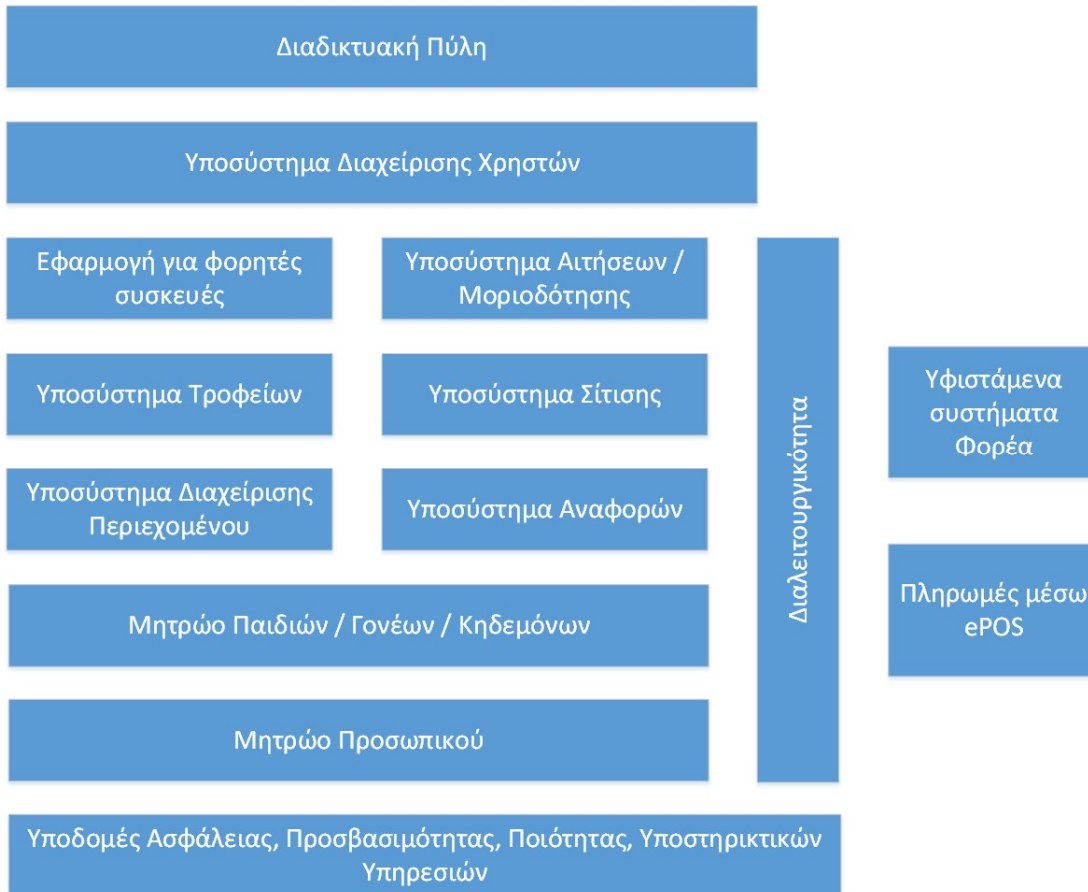 Διαδικτυακή Πύλη
Υποσύστημα Διαχείρισης Χρηστών
Εφαρμογή για φορητές
συσκευές
Υποσύστημα Αιτήσεων /
Μοριοδότησης
Υποσύστημα Τροφείων
Υποσύστημα Σίτισης
Υποσύστημα Διαχείρισης
Περιεχομένου
Υποσύστημα Αναφορών
Μητρώο Παιδιών / Γονέων / Κηδεμόνων
Μητρώο Προσωπικού
Διαλειτουργικότητα
Υφιστάμενα
συστήματα
Φορέα
Πληρωμές μέσω
ePOS
Υποδομές Ασφάλειας, Προσβασιμότητας, Ποιότητας, Υποστηρικτικών
Υπηρεσιών